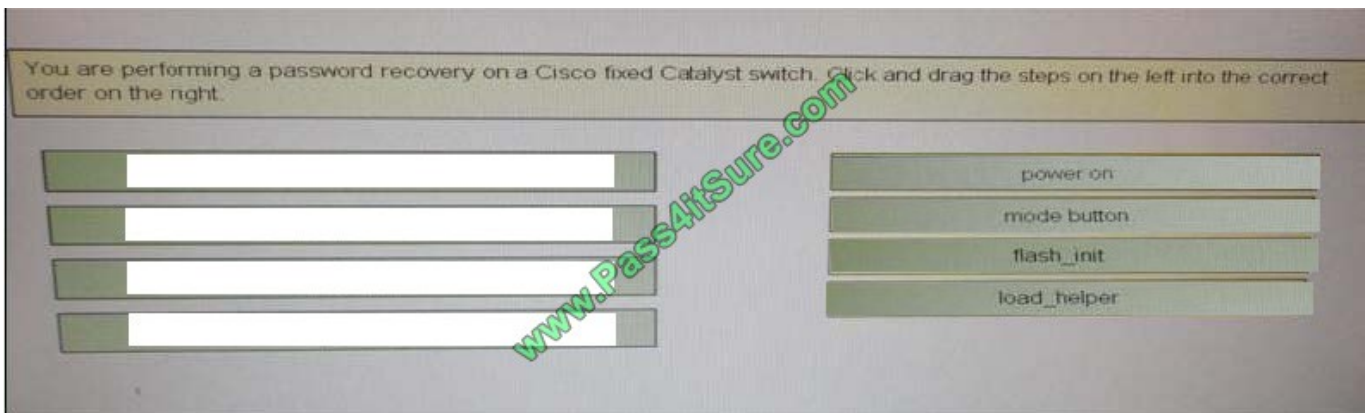 You are performing a password recovery on a Cisco fixed Catalyst switch. Click and drag the steps on the left into the correct
order on the right.
power on
mode button
flash_init
load_helper
www.Pass4itSure.com